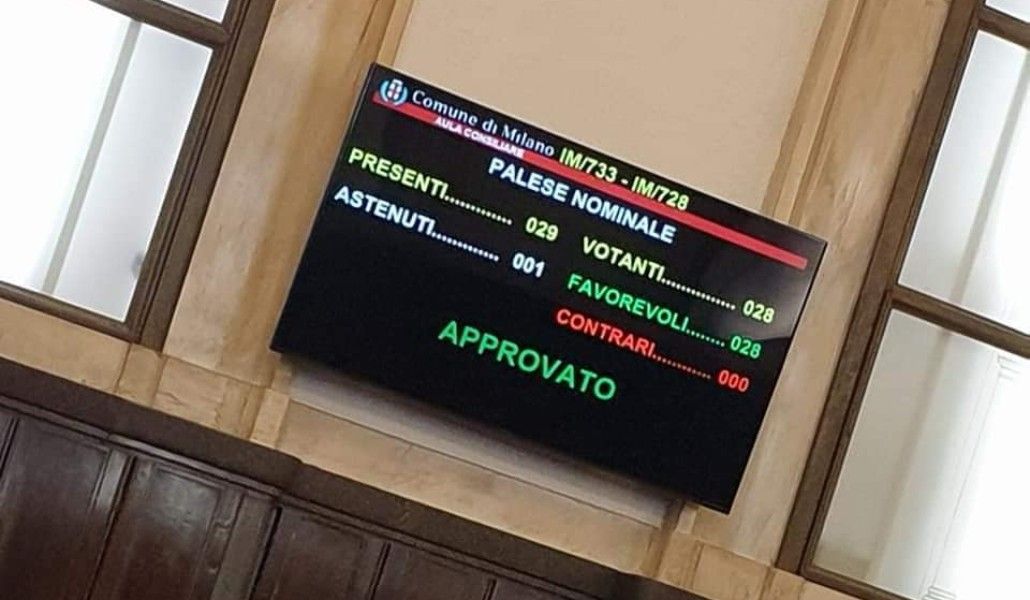 Comune di Milano
AULA CONSILIARE
IM/733 - IM/728
PALESE NOMINALE
PRESENTI............. 029
VOTANTI............... 028
ASTENUTI............. 001
FAVOREVOLI........ 028
CONTRARI............ 000
APPROVATO